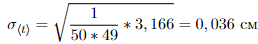 σ⟨t⟩ = √(1 / (50 ∗ 49) ∗ 3,166) = 0,036 см